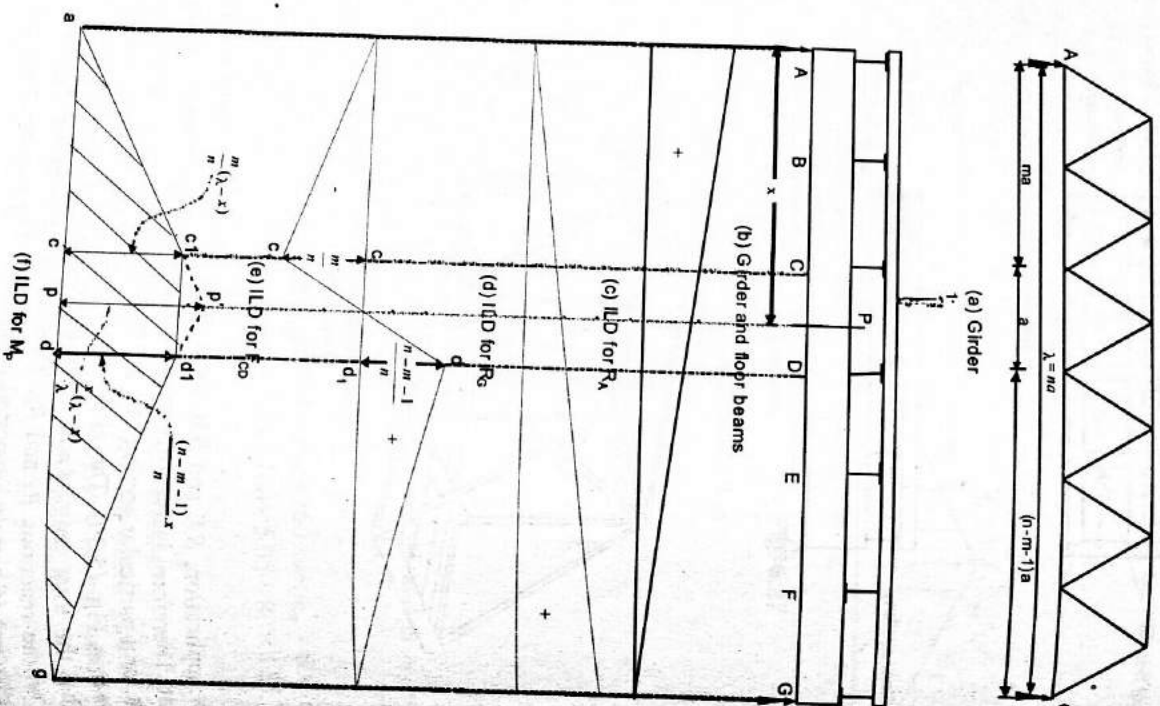 A
λ = na
ma
a
(n-m-1)a
(a) Girder
1
A
B
C
P
D
E
F
G
x
(b) Girder and floor beams
+
(c) ILD for R_A
+
(d) ILD for R_G
c
c
m/n
-
+
d
d₁
n-m-1/n
(e) ILD for F_CD
a
c1
p'
d1
m/n (λ-x)
x/λ (λ-x)
(n-m-1)/n .x
c
p
d
g
(f) ILD for M_p